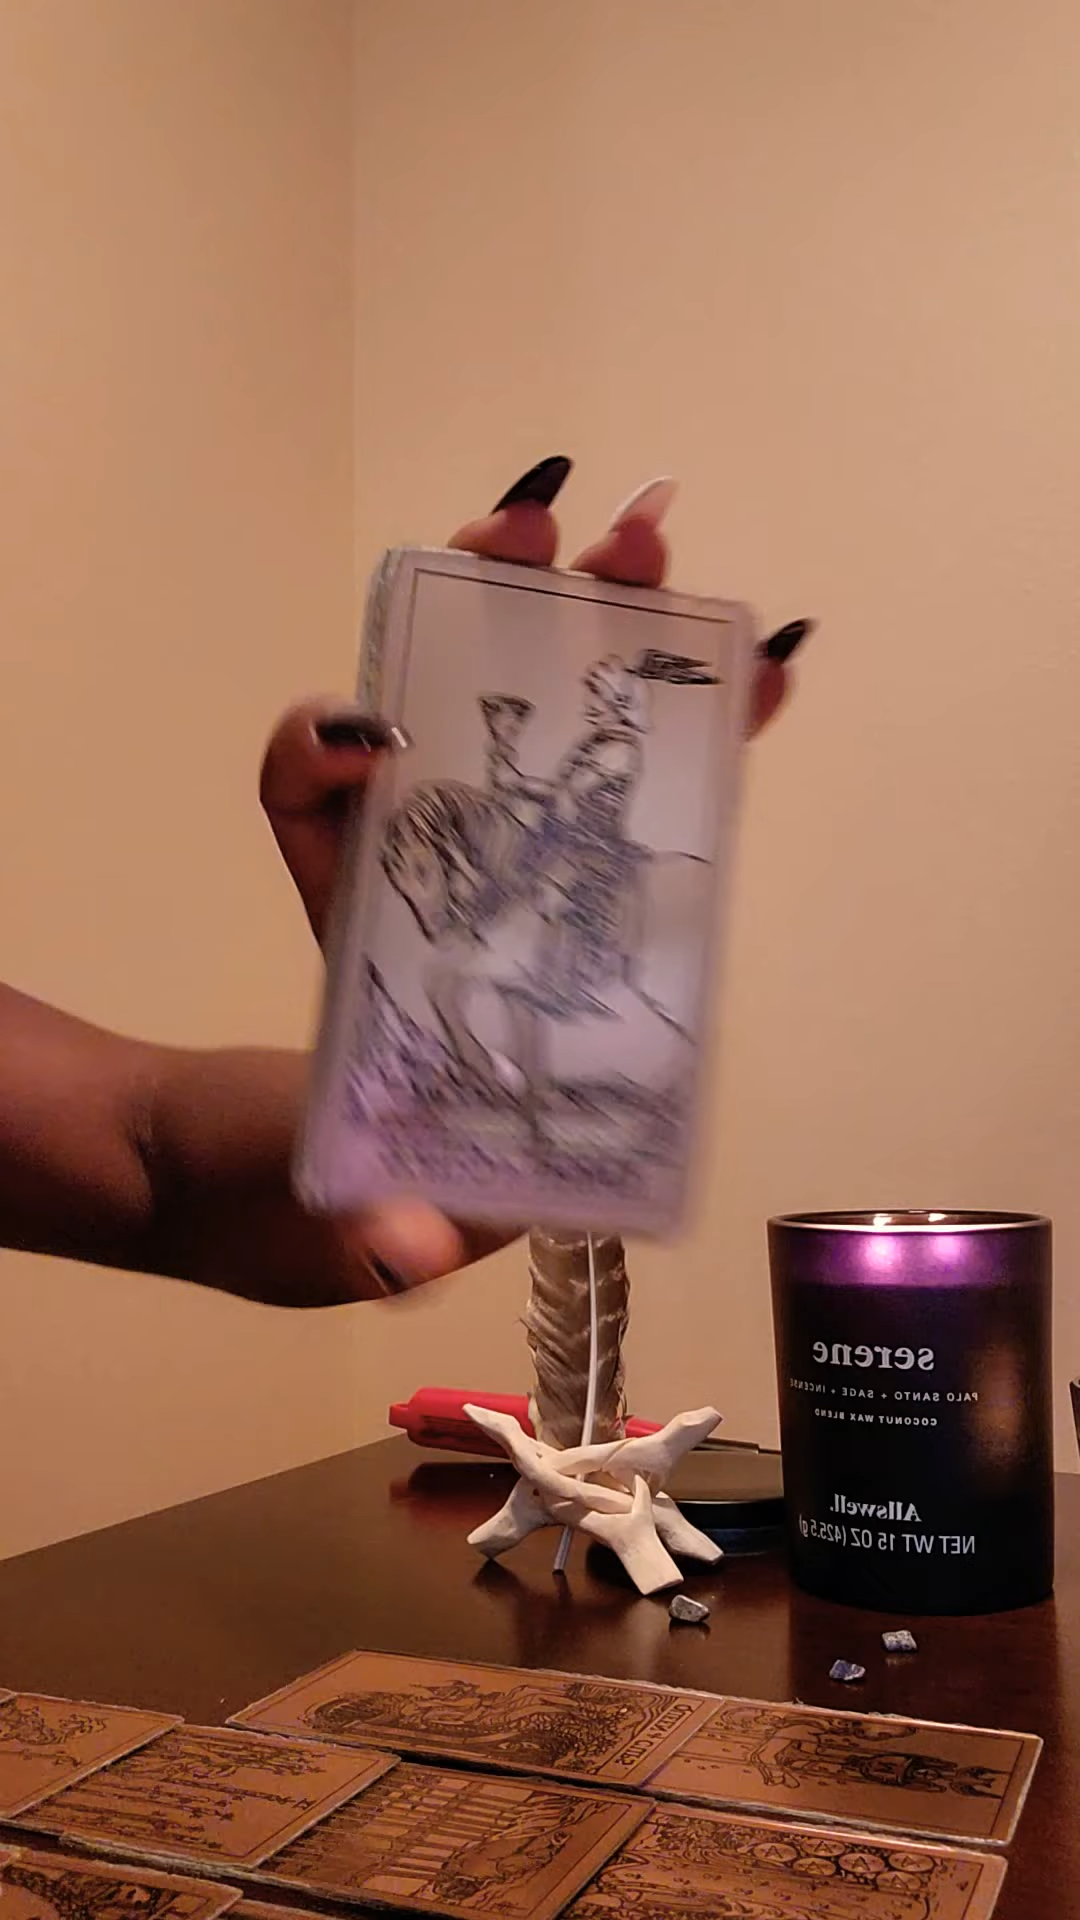 serene
PALO SANTO + SAGE + INCENSE
COCONUT WAX BLEND
Allswell.
NET WT 15 OZ (425.5 g)